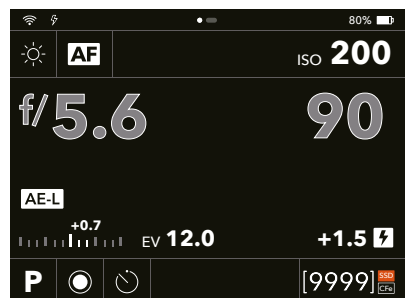 80%
AF
ISO 200
f/5.6 90
AE-L
+0.7
EV 12.0 +1.5
P [9999] SSD
CFe